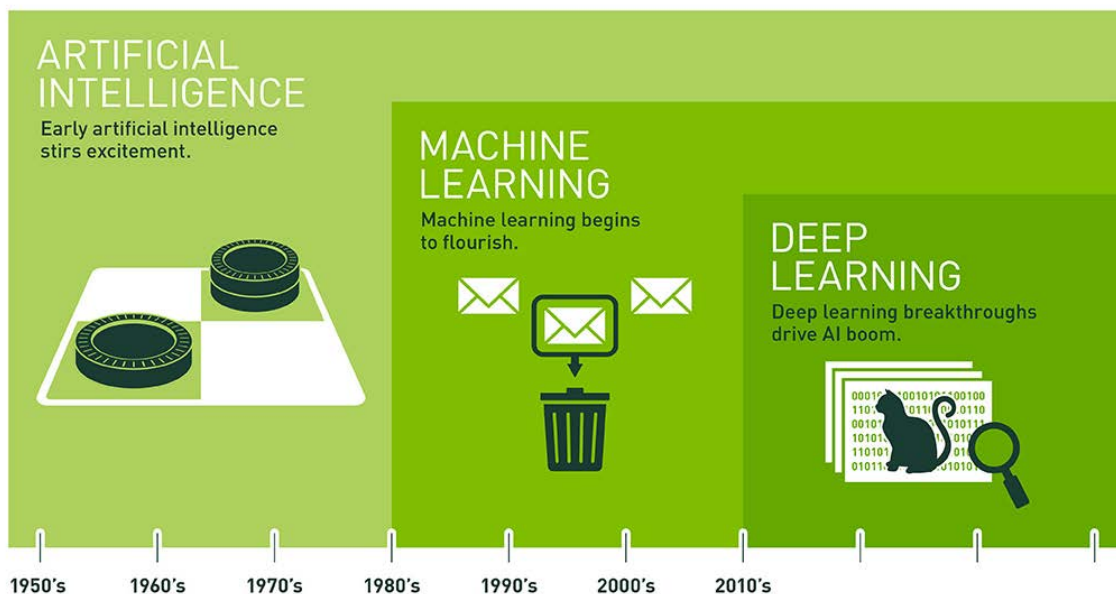 ARTIFICIAL
INTELLIGENCE
Early artificial intelligence
stirs excitement.
MACHINE
LEARNING
Machine learning begins
to flourish.
DEEP
LEARNING
Deep learning breakthroughs
drive AI boom.
1950's
1960's
1970's
1980's
1990's
2000's
2010's